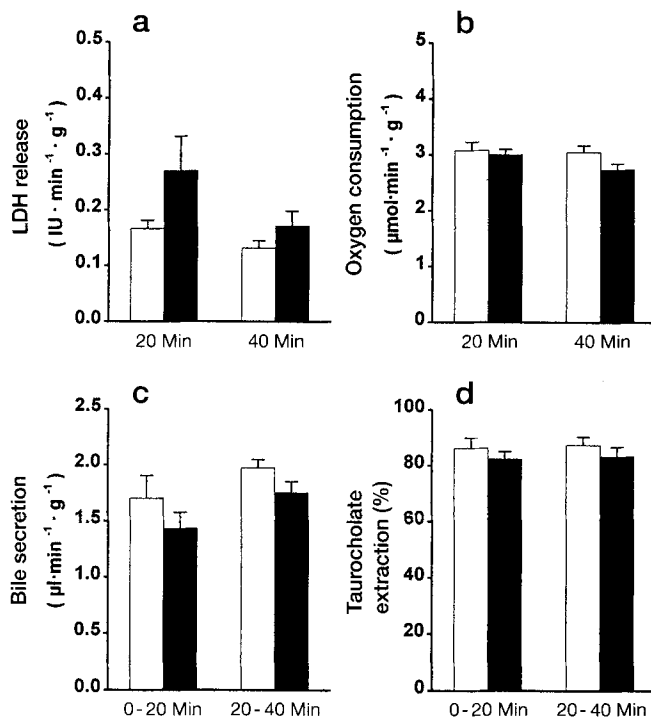 a
LDH release
( IU · min⁻¹ · g⁻¹ )
0.5
0.4
0.3
0.2
0.1
0.0
20 Min 40 Min
b
Oxygen consumption
( µmol·min⁻¹ · g⁻¹ )
5
4
3
2
1
0
20 Min 40 Min
c
Bile secretion
( µl·min⁻¹ · g⁻¹ )
2.5
2.0
1.5
1.0
0.5
0.0
0-20 Min 20-40 Min
d
Taurocholate
extraction (%)
100
80
60
40
20
0
0-20 Min 20-40 Min